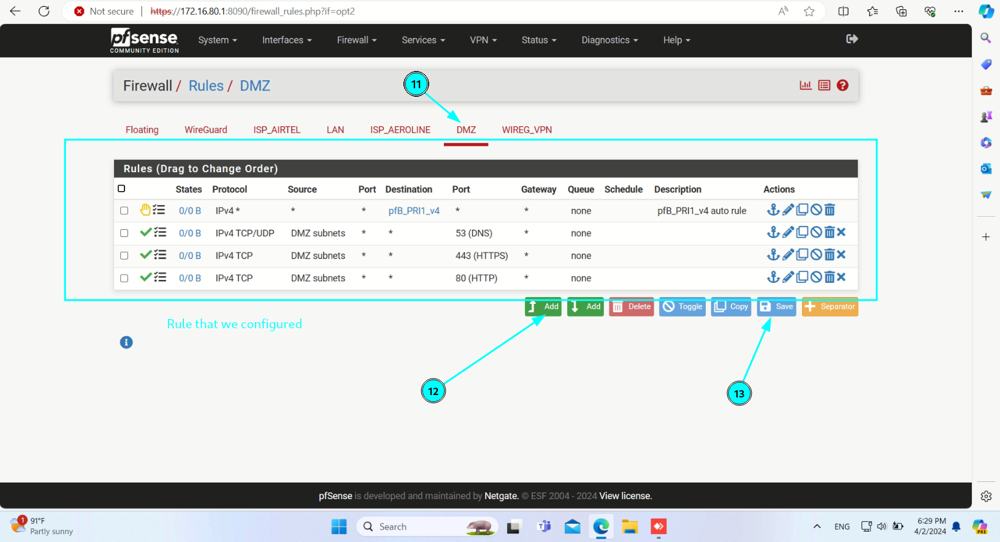 Not secure | https://172.16.80.1:8090/firewall_rules.php?if=opt2
pfsense COMMUNITY EDITION System Interfaces Firewall Services VPN Status Diagnostics Help
Firewall / Rules / DMZ
11
Floating WireGuard ISP_AIRTEL LAN ISP_AEROLINE DMZ WIREG_VPN
Rules (Drag to Change Order)
States Protocol Source Port Destination Port Gateway Queue Schedule Description Actions
0/0 B IPv4 * * * pfB_PRI1_v4 * * none pfB_PRI1_v4 auto rule
0/0 B IPv4 TCP/UDP DMZ subnets * * 53 (DNS) * none
0/0 B IPv4 TCP DMZ subnets * * 443 (HTTPS) * none
0/0 B IPv4 TCP DMZ subnets * * 80 (HTTP) * none
Add Add Delete Toggle Copy Save Separator
Rule that we configured
12
13
pfSense is developed and maintained by Netgate. © ESF 2004 - 2024 View license.
1
91°F
Partly sunny
Search
ENG
6:29 PM
4/2/2024
PRE